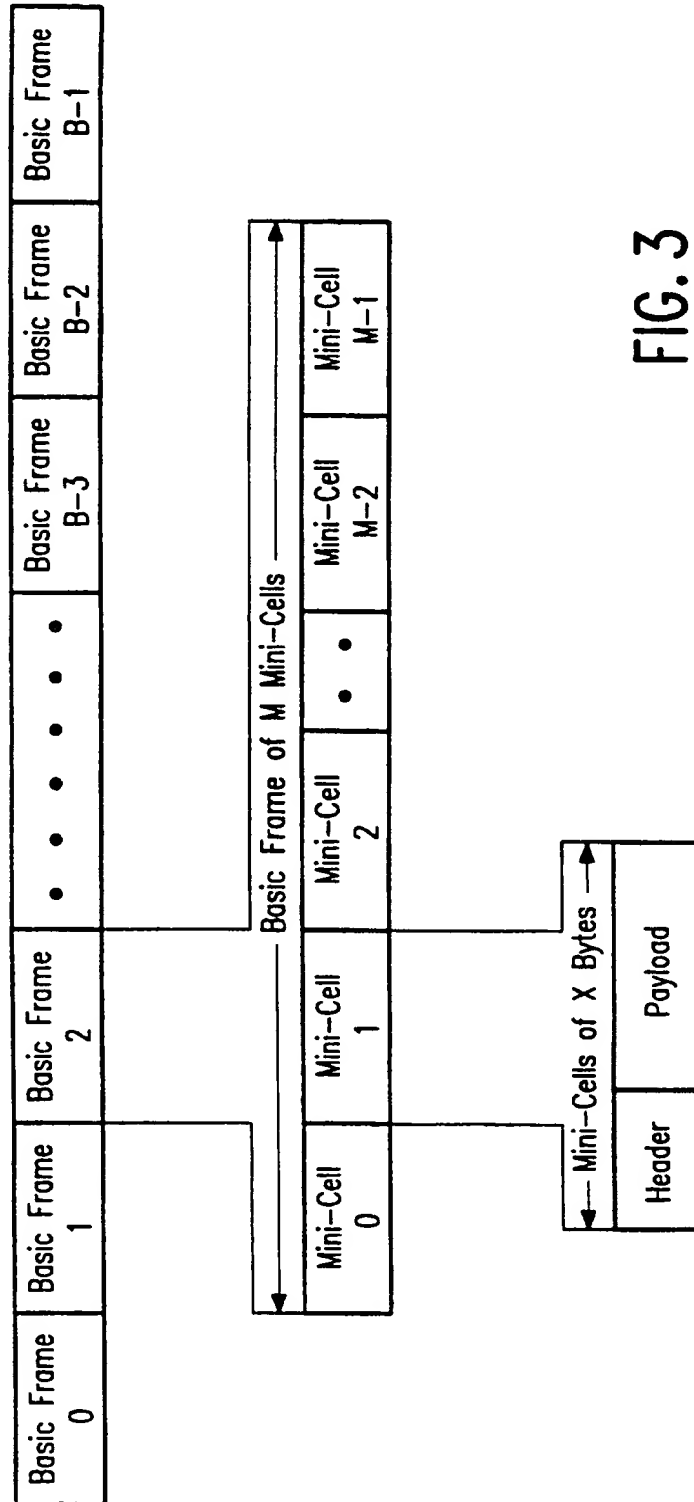 Basic Frame
0
Basic Frame
1
Basic Frame
2
Basic Frame
B-3
Basic Frame
B-2
Basic Frame
B-1
Basic Frame of M Mini-Cells
Mini-Cell
0
Mini-Cell
1
Mini-Cell
2
Mini-Cell
M-2
Mini-Cell
M-1
Mini-Cells of X Bytes
Header
Payload
FIG. 3